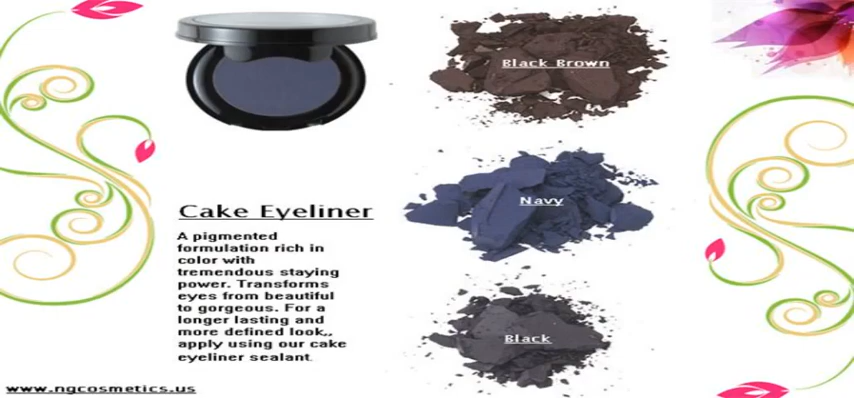 Black Brown
Navy
Cake Eyeliner
A pigmented
formulation rich in
color with
tremendous staying
power. Transforms
eyes from beautiful
to gorgeous. For a
longer lasting and
more defined look,,
apply using our cake
eyeliner sealant.
Black
www.ngcosmetics.us